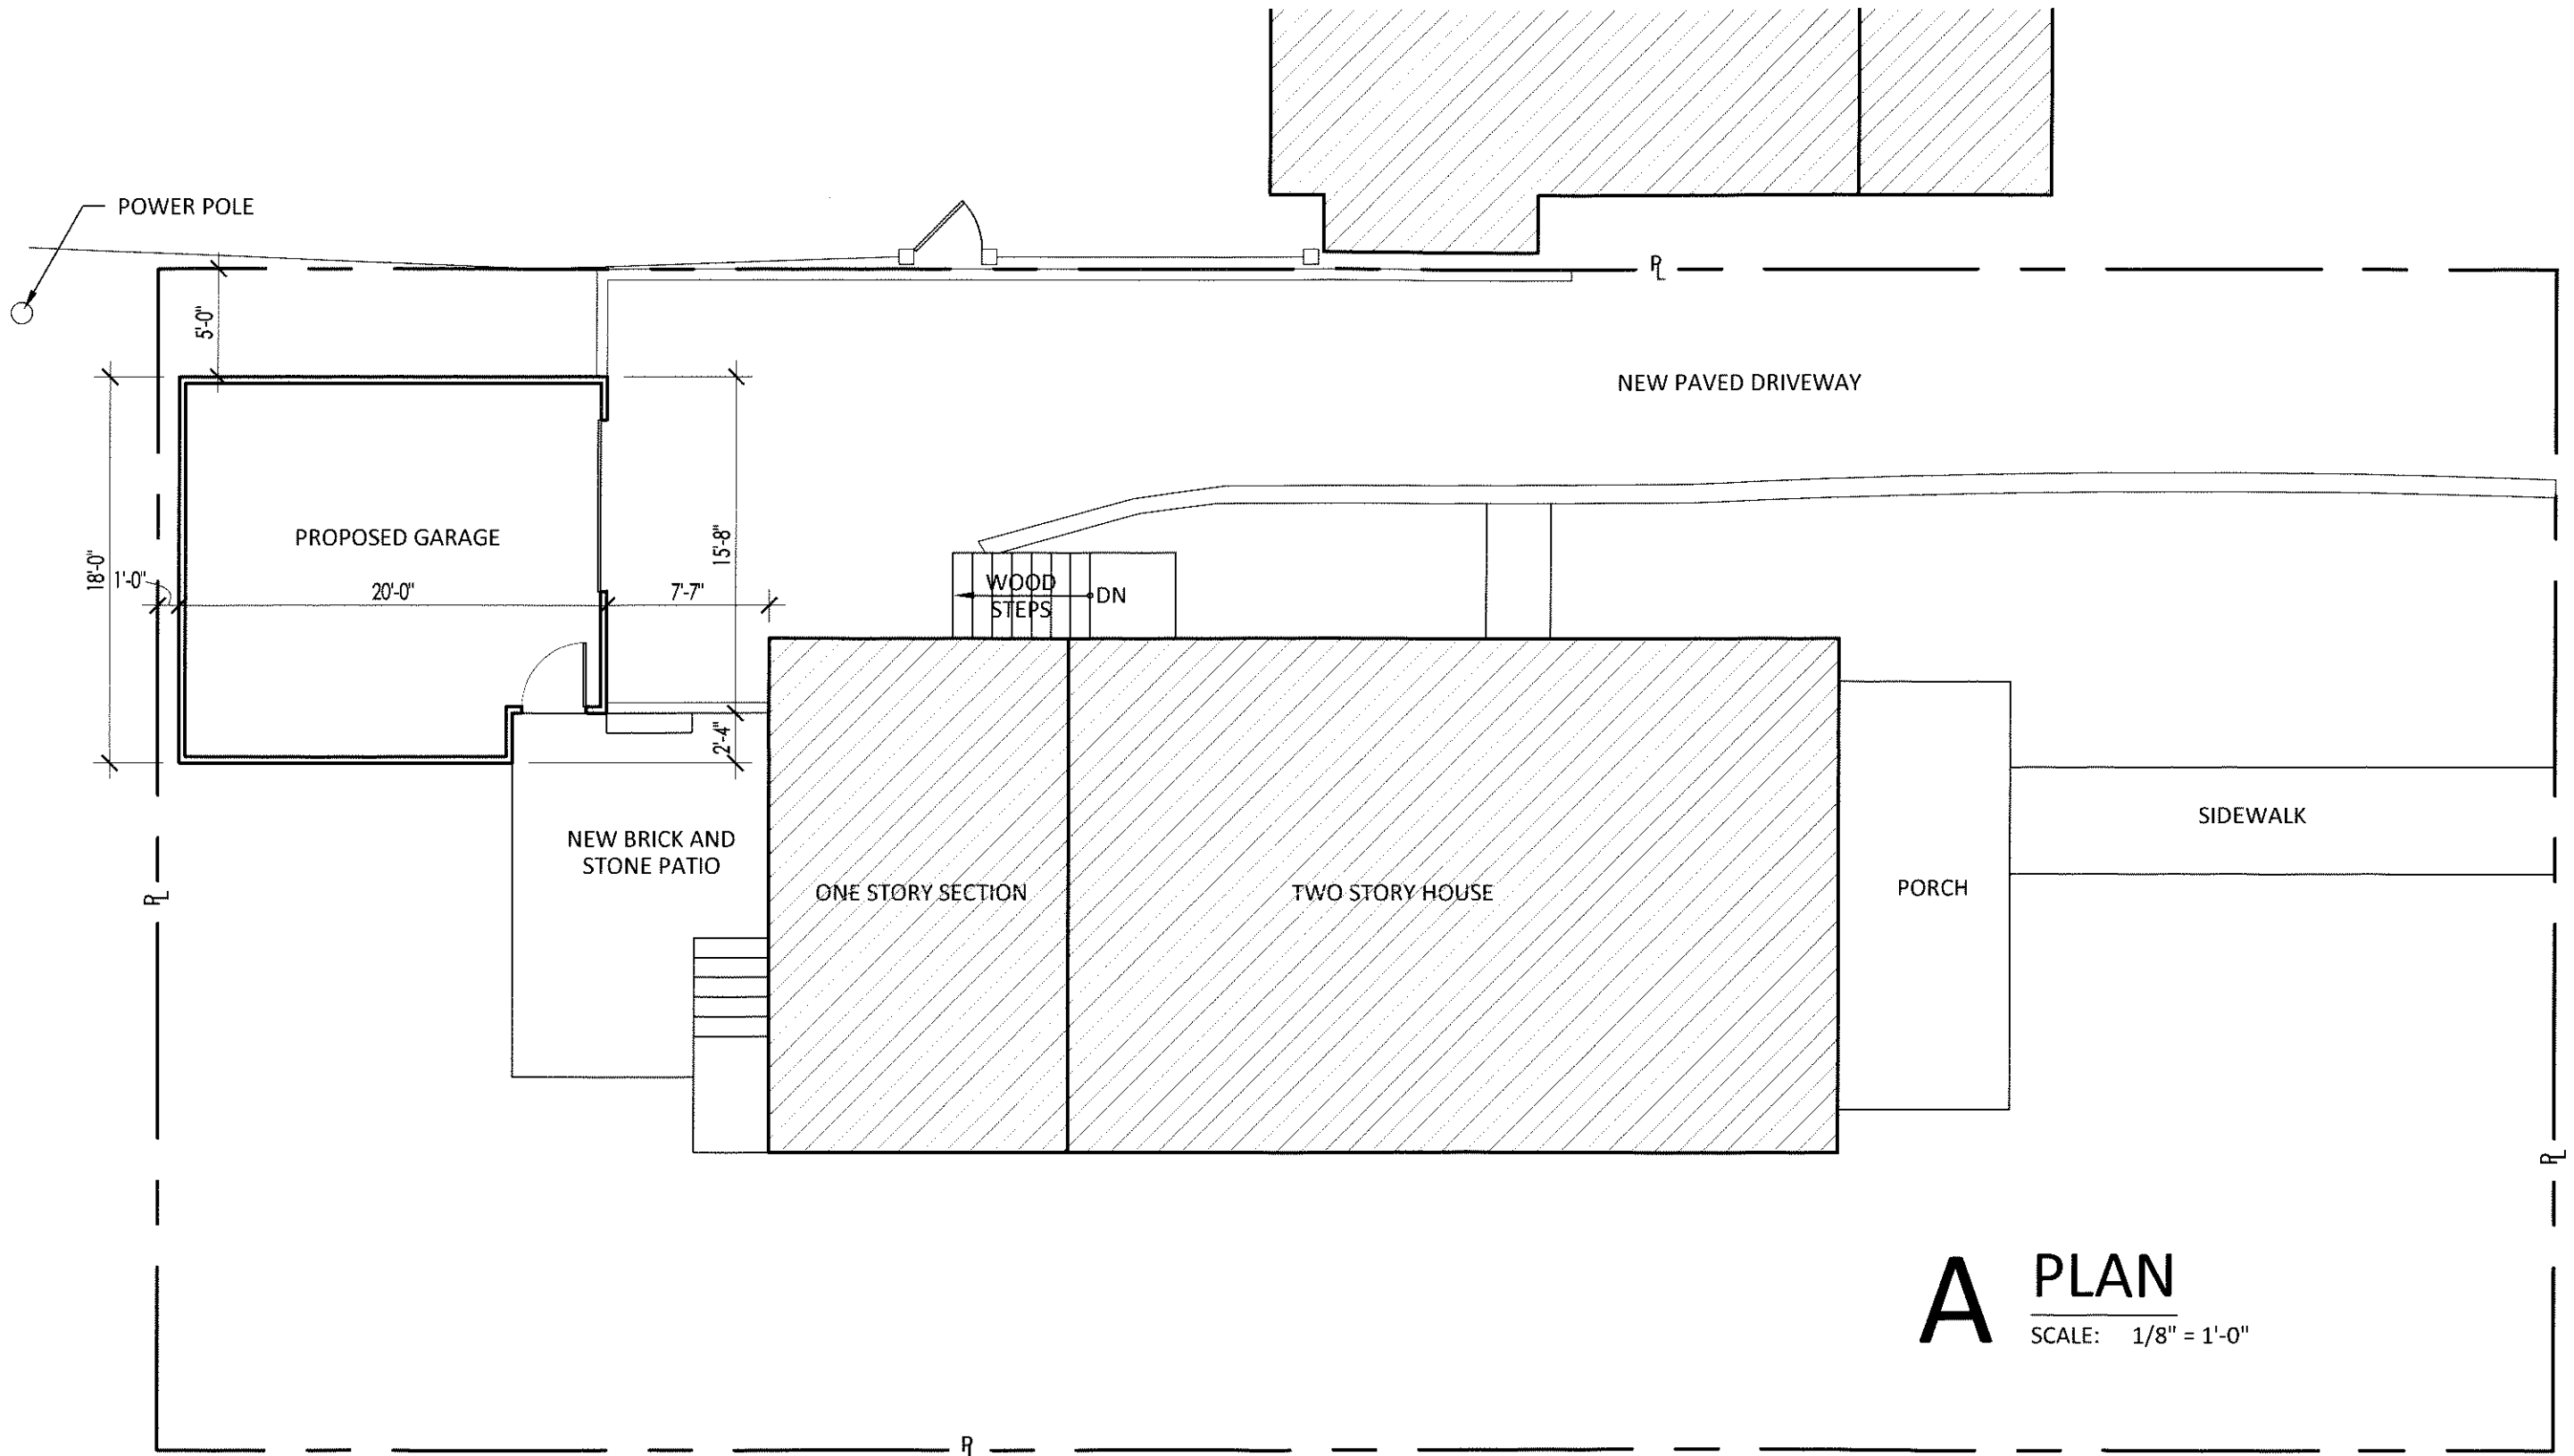 POWER POLE
℄
5'-0"
NEW PAVED DRIVEWAY
PROPOSED GARAGE
18'-0"
1'-0"
20'-0"
7'-7"
15'-8"
WOOD
STEPS
DN
2'-4"
NEW BRICK AND
STONE PATIO
ONE STORY SECTION
TWO STORY HOUSE
PORCH
SIDEWALK
PL
PL
A PLAN
SCALE: 1/8" = 1'-0"
PL